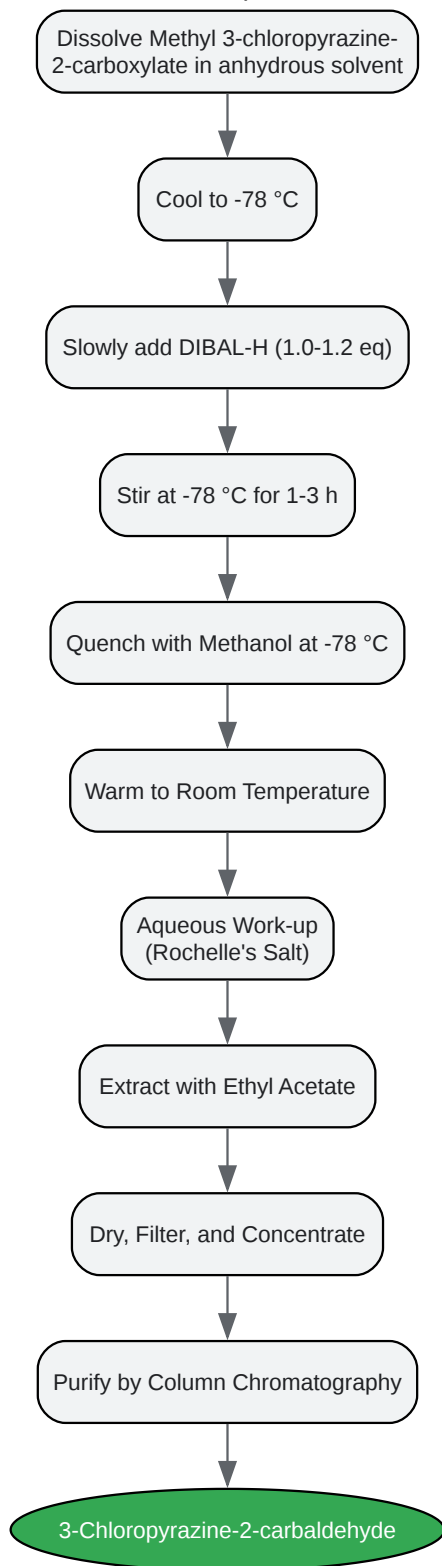 Dissolve Methyl 3-chloropyrazine-
2-carboxylate in anhydrous solvent
Cool to -78 °C
Slowly add DIBAL-H (1.0-1.2 eq)
Stir at -78 °C for 1-3 h
Quench with Methanol at -78 °C
Warm to Room Temperature
Aqueous Work-up
(Rochelle's Salt)
Extract with Ethyl Acetate
Dry, Filter, and Concentrate
Purify by Column Chromatography
3-Chloropyrazine-2-carbaldehyde